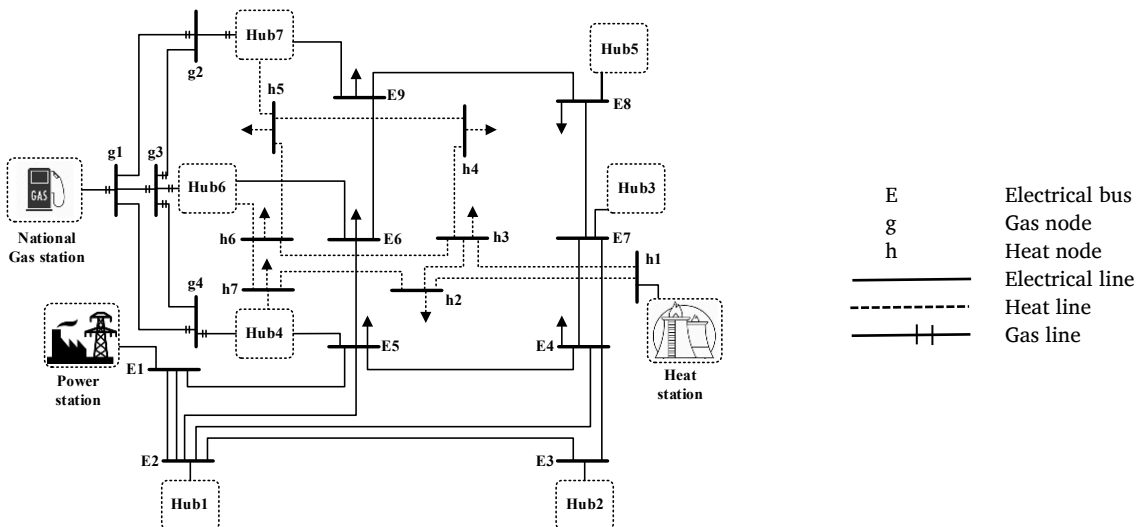 Hub7
Hub5
g2
h5
E9
E8
g1
g3
h4
GAS
Hub6
Hub3
National
Gas station
h6
E6
h3
E7
g4
h7
h2
h1
Hub4
E5
E4
E1
Power
station
Heat
station
E2
E3
Hub1
Hub2
E Electrical bus
g Gas node
h Heat node
Electrical line
Heat line
Gas line